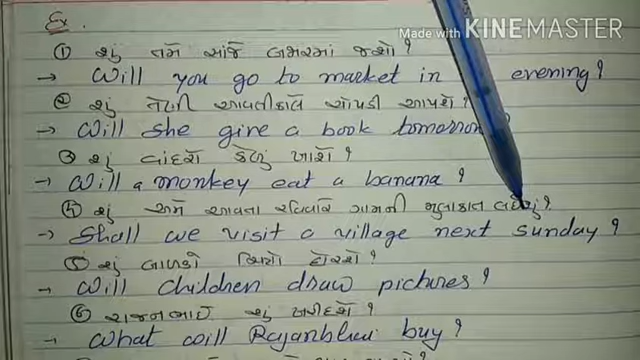 Ex.
Made with KINEMASTER
① શું તમે સાંજે બજારમાં જશો?
→ Will you go to market in evening?
② શું તેણી આવતીકાલે ચોપડી આપશે?
→ Will she give a book tomorrow?
③ શું વાંદરો કેળું ખાશે?
→ Will a monkey eat a banana?
④ શું અમે આવતા રવિવારે ગામની મુલાકાત લઈશું?
→ Shall we visit a village next sunday?
⑤ શું બાળકો ચિત્રો દોરશે?
→ Will children draw pictures?
⑥ રાજનભાઈ શું ખરીદશે?
→ What will Rajanbhai buy?